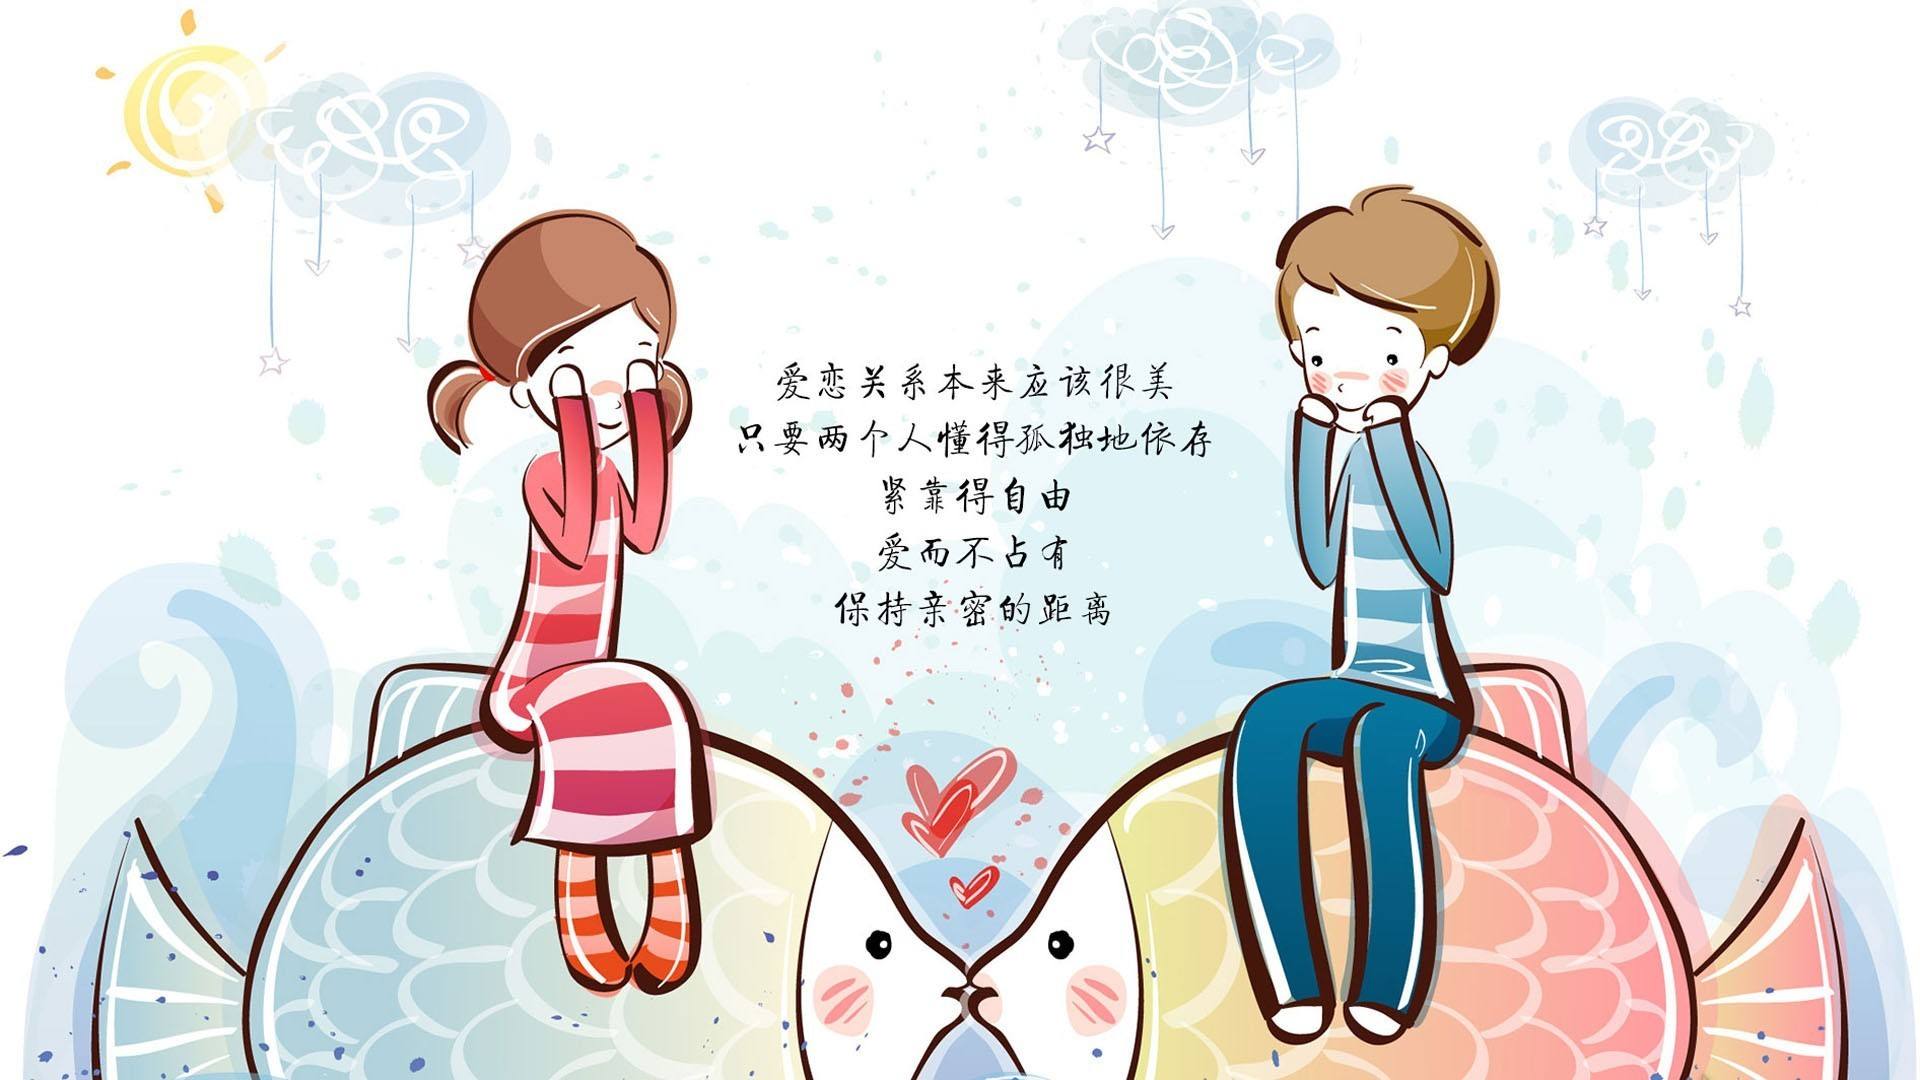 爱恋关系本来应该很美
只要两个人懂得孤独地依存
紧靠得自由
爱而不占有
保持亲密的距离